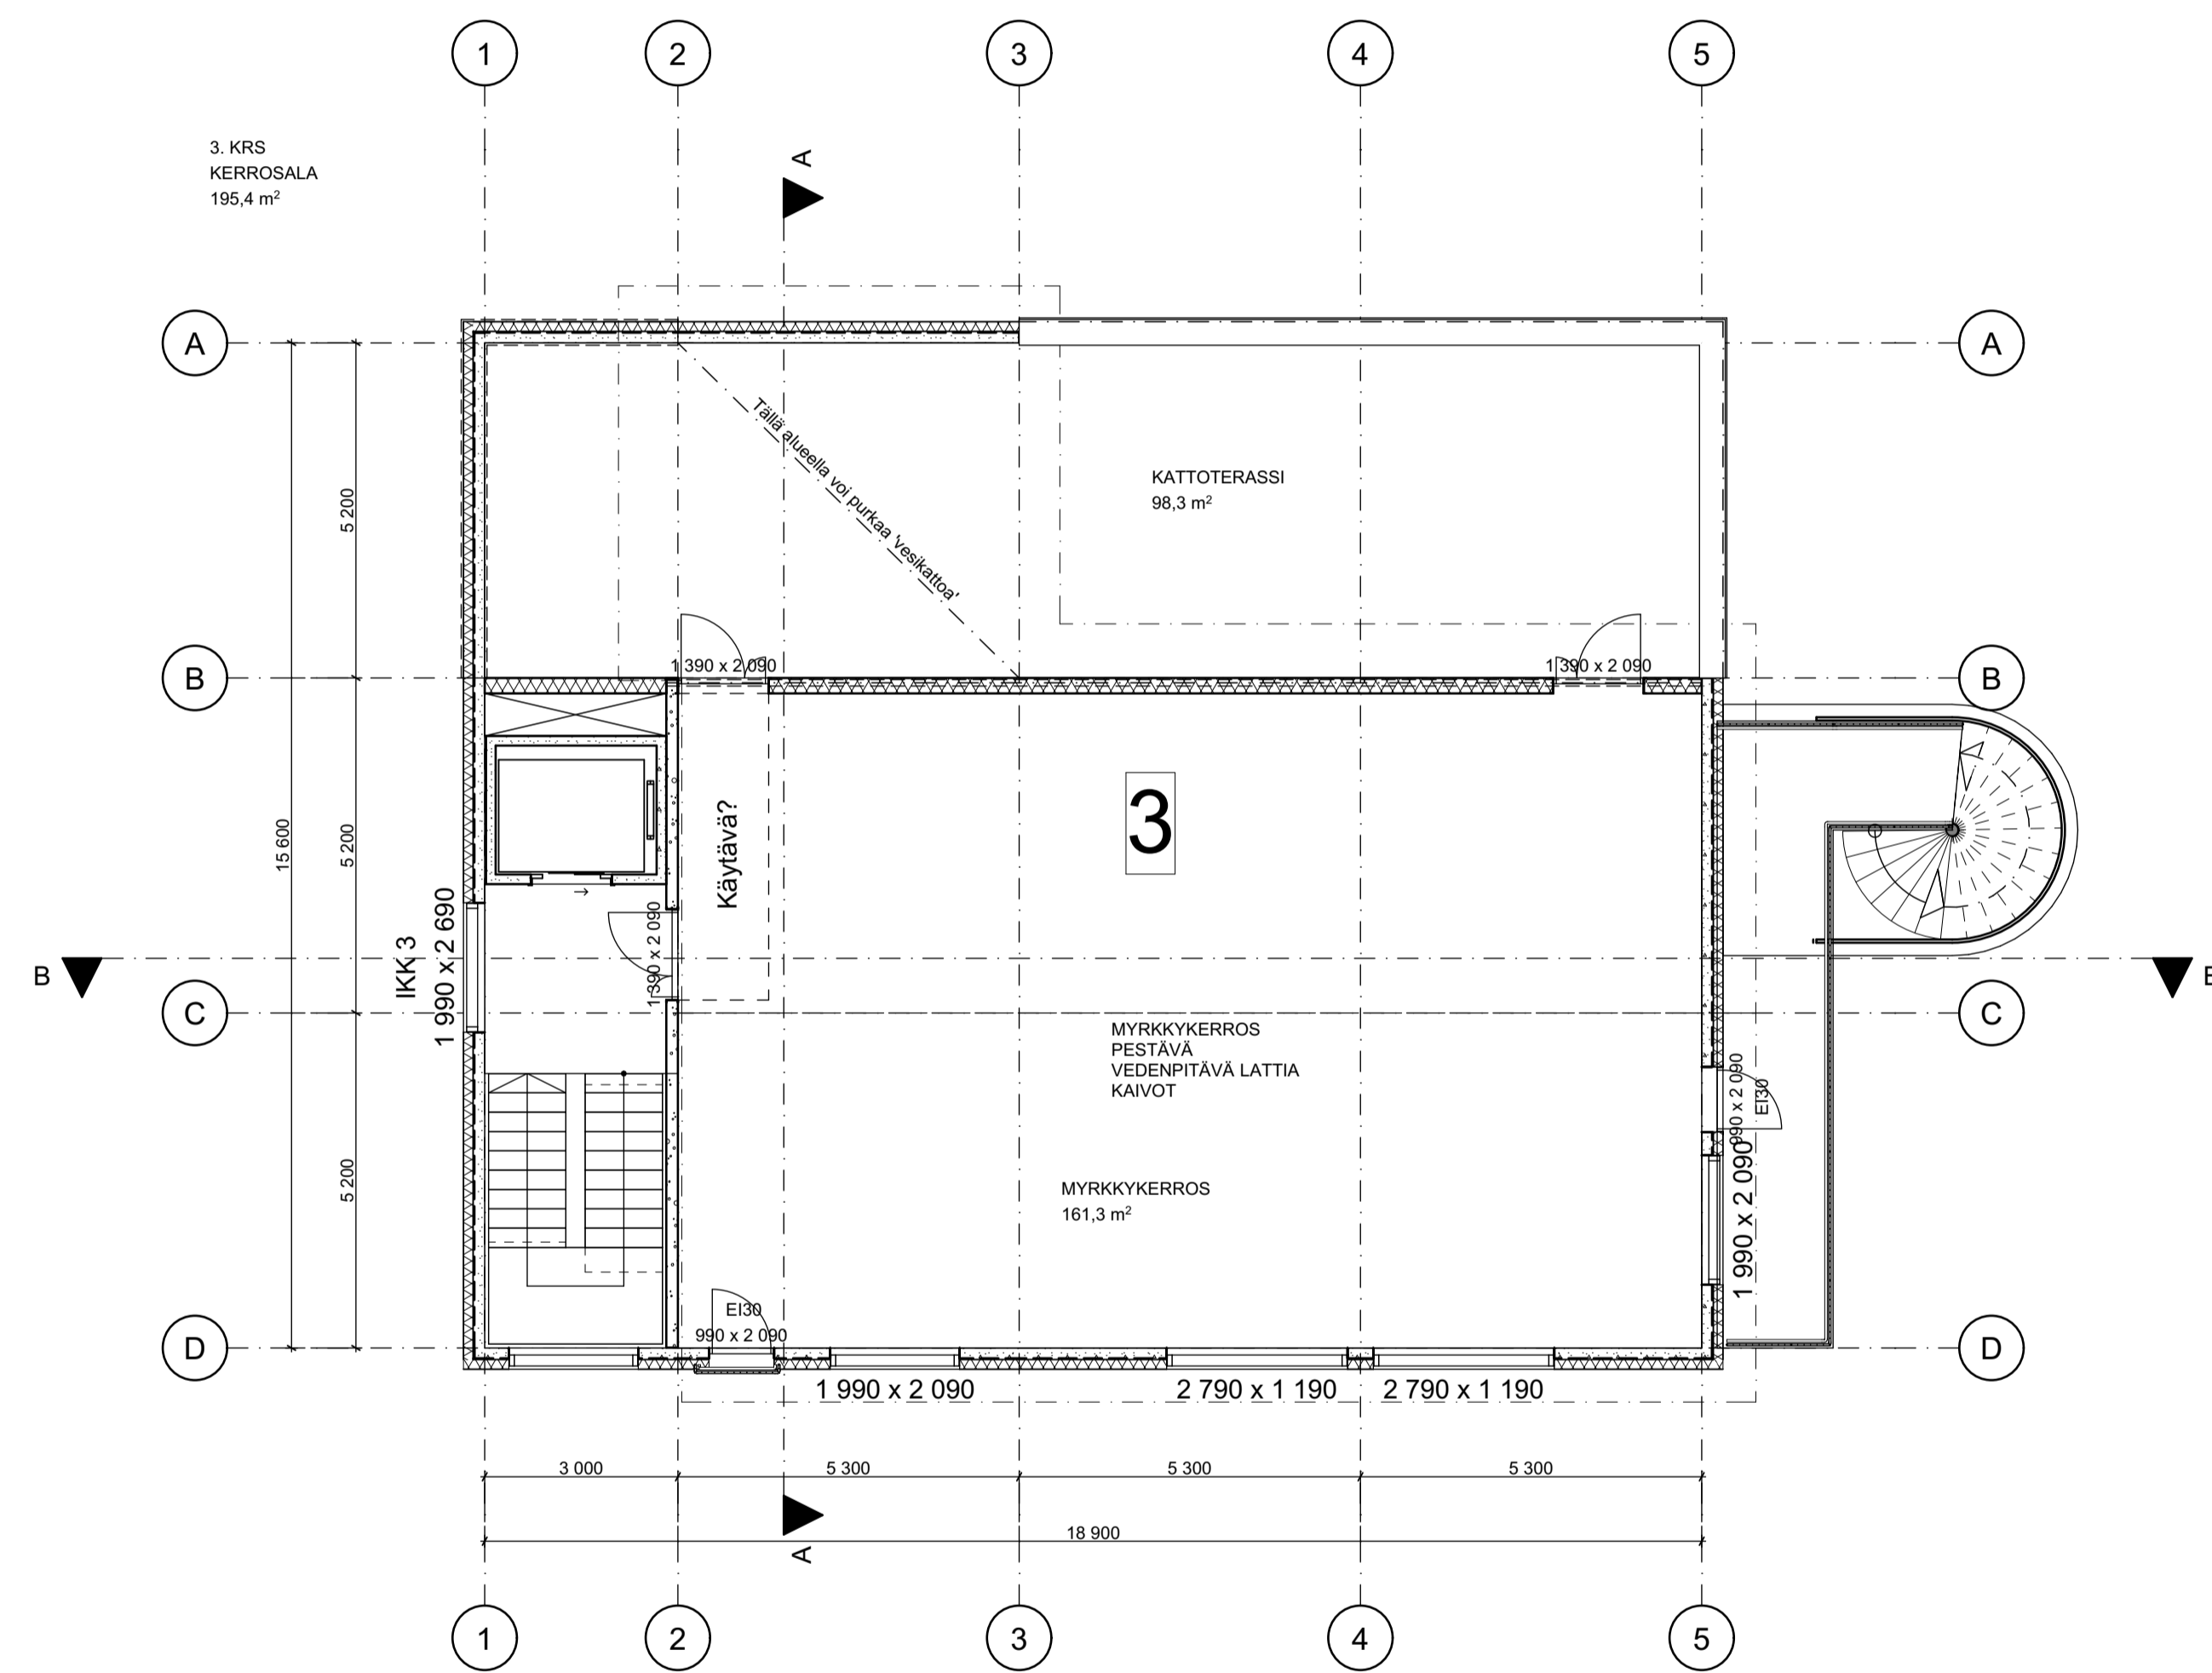 1 2 3 4 5
3. KRS
KERROSALA
195,4 m²
A
A
A
Tällä alueella voi purkaa 'vesikattoa'
KATTOTERASSI
98,3 m²
5 200
1 390 x 2 090
1 390 x 2 090
B
B
3
Käytävä?
15 600
5 200
IKK 3
1 990 x 2 690
1 390 x 2 090
B
C
C
MYRKKYKERROS
PESTÄVÄ
VEDENPITÄVÄ LATTIA
KAIVOT
990 x 2 090
EI30
5 200
MYRKKYKERROS
161,3 m²
1 990 x 2 090
EI30
990 x 2 090
D
D
1 990 x 2 090
2 790 x 1 190
2 790 x 1 190
3 000
5 300
5 300
5 300
18 900
A
1 2 3 4 5